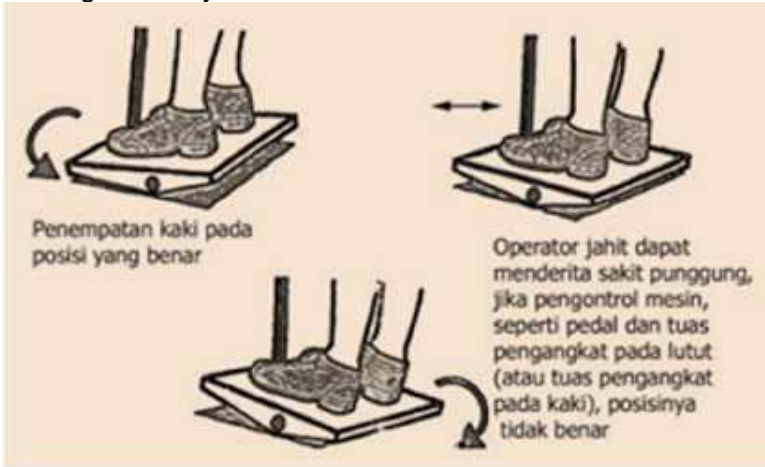 Penempatan kaki pada
posisi yang benar
Operator jahit dapat
menderita sakit punggung,
jika pengontrol mesin,
seperti pedal dan tuas
pengangkat pada lutut
(atau tuas pengangkat
pada kaki), posisinya
tidak benar